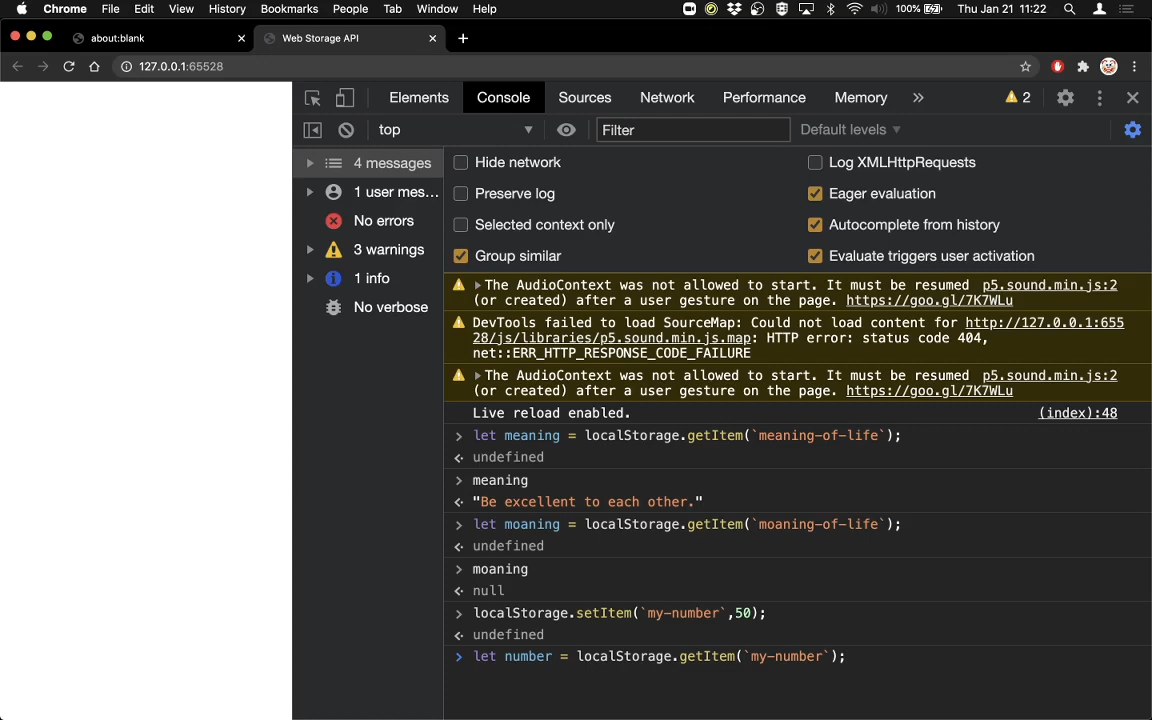 Chrome File Edit View History Bookmarks People Tab Window Help 100% Thu Jan 21 11:22
about:blank Web Storage API
127.0.0.1:65528
Elements Console Sources Network Performance Memory » 2
top Filter Default levels
4 messages Hide network Log XMLHttpRequests
1 user mes... Preserve log Eager evaluation
No errors Selected context only Autocomplete from history
3 warnings Group similar Evaluate triggers user activation
1 info
No verbose
The AudioContext was not allowed to start. It must be resumed p5.sound.min.js:2
(or created) after a user gesture on the page. https://goo.gl/7K7WLu
DevTools failed to load SourceMap: Could not load content for http://127.0.0.1:655
28/js/libraries/p5.sound.min.js.map: HTTP error: status code 404,
net::ERR_HTTP_RESPONSE_CODE_FAILURE
The AudioContext was not allowed to start. It must be resumed p5.sound.min.js:2
(or created) after a user gesture on the page. https://goo.gl/7K7WLu
Live reload enabled. (index):48
> let meaning = localStorage.getItem(`meaning-of-life`);
undefined
> meaning
"Be excellent to each other."
> let moaning = localStorage.getItem(`moaning-of-life`);
undefined
> moaning
null
> localStorage.setItem(`my-number`,50);
undefined
> let number = localStorage.getItem(`my-number`);